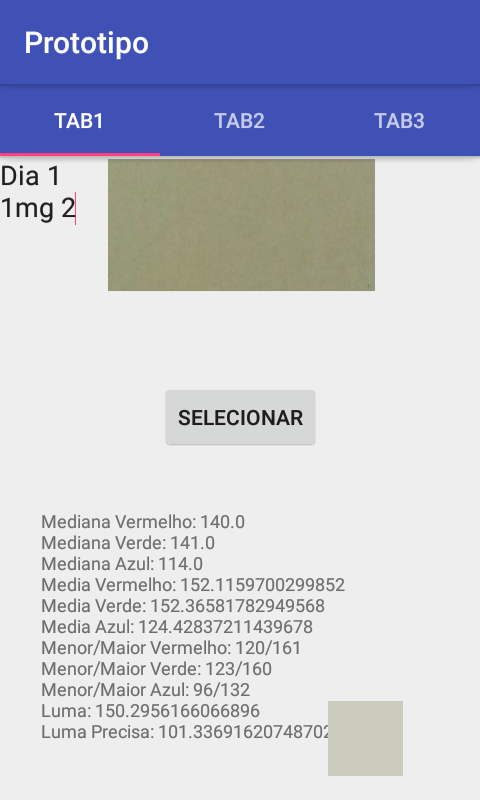 Prototipo
TAB1 TAB2 TAB3
Dia 1
1mg 2
SELECIONAR
Mediana Vermelho: 140.0
Mediana Verde: 141.0
Mediana Azul: 114.0
Media Vermelho: 152.1159700299852
Media Verde: 152.36581782949568
Media Azul: 124.42837211439678
Menor/Maior Vermelho: 120/161
Menor/Maior Verde: 123/160
Menor/Maior Azul: 96/132
Luma: 150.2956166066896
Luma Precisa: 101.33691620748702